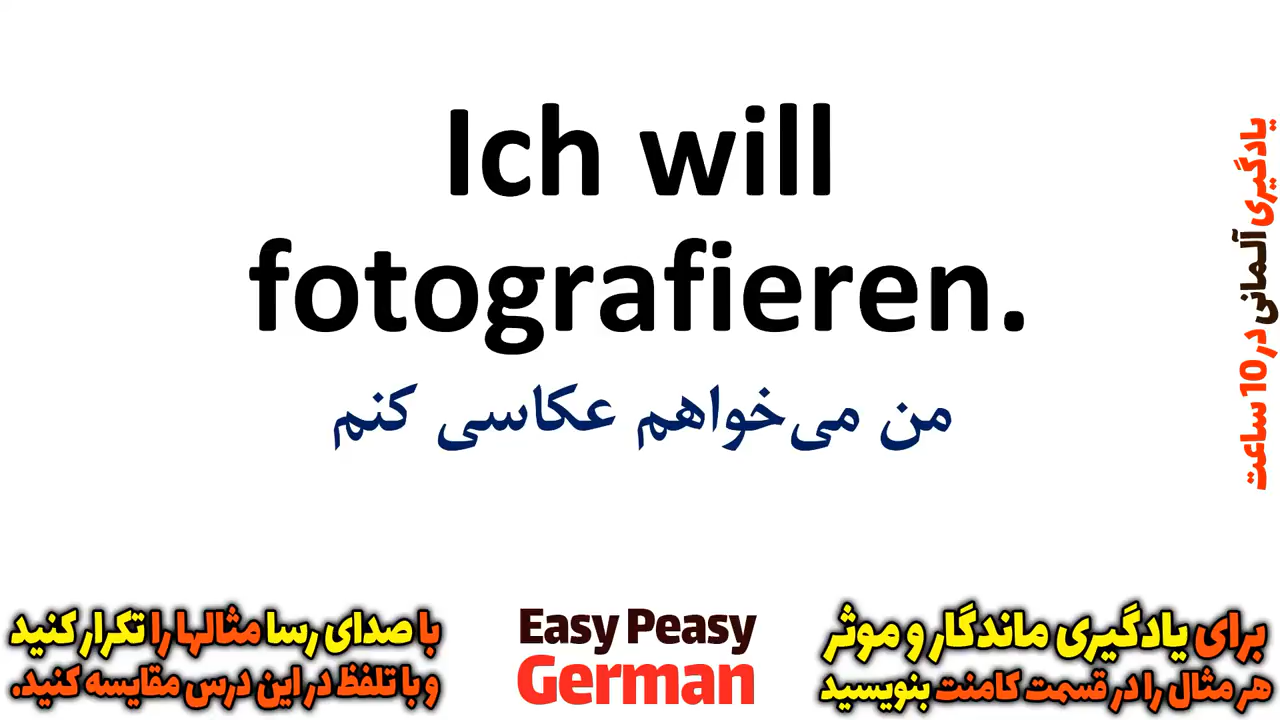 Ich will
fotografieren.
من می‌خواهم عکاسی کنم
یادگیری آلمانی در 10 ساعت
با صدای رسا مثالها را تکرار کنید
و با تلفظ در این درس مقایسه کنید.
Easy Peasy
German
برای یادگیری ماندگار و موثر
هر مثال را در قسمت کامنت بنویسید